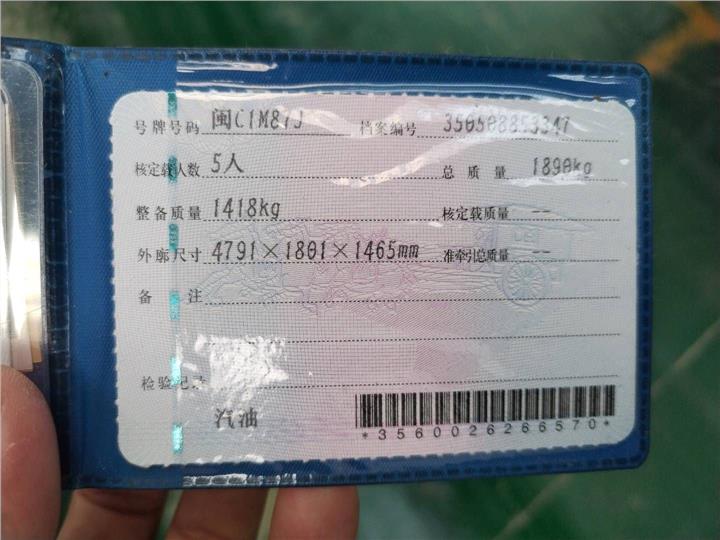 号牌号码 闽C1M87J 档案编号 350508853347
核定载人数 5人 总质量 1890kg
整备质量 1418kg 核定载质量 --
外廓尺寸 4791×1801×1465mm 准牵引总质量 --
备注
检验记录
汽油
*3560026266570*